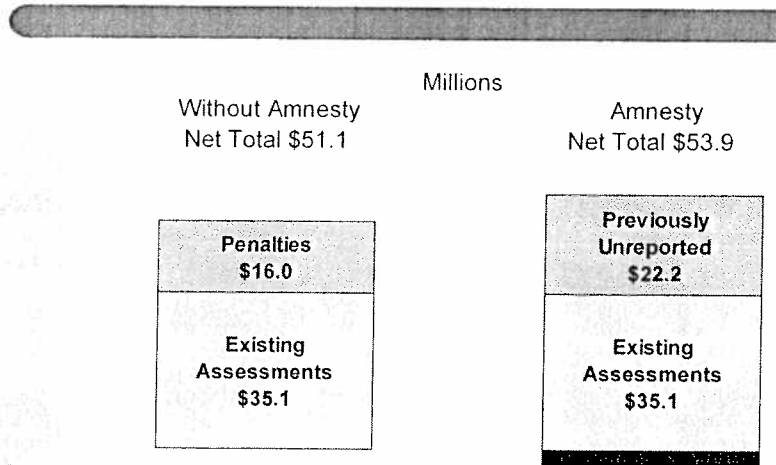 Millions
Without Amnesty
Net Total $51.1
Amnesty
Net Total $53.9
Penalties
$16.0
Existing
Assessments
$35.1
Previously
Unreported
$22.2
Existing
Assessments
$35.1